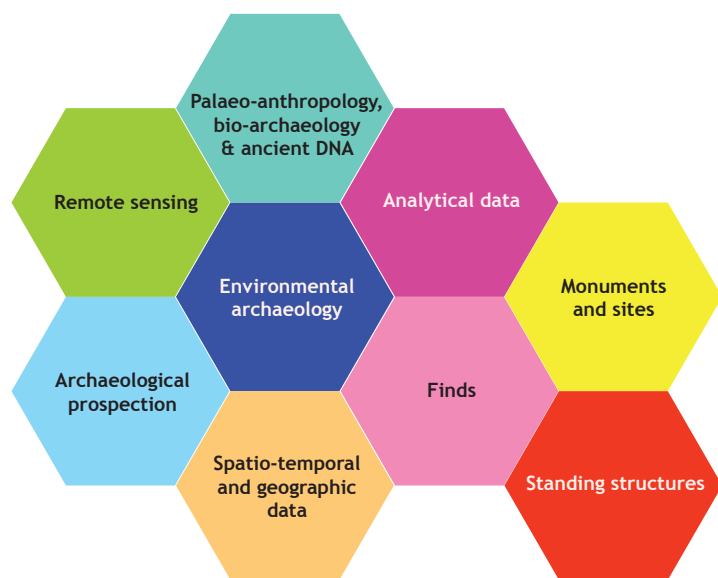 Palaeo-anthropology,
bio-archaeology
& ancient DNA
Remote sensing
Analytical data
Environmental
archaeology
Monuments
and sites
Archaeological
prospection
Finds
Spatio-temporal
and geographic
data
Standing structures